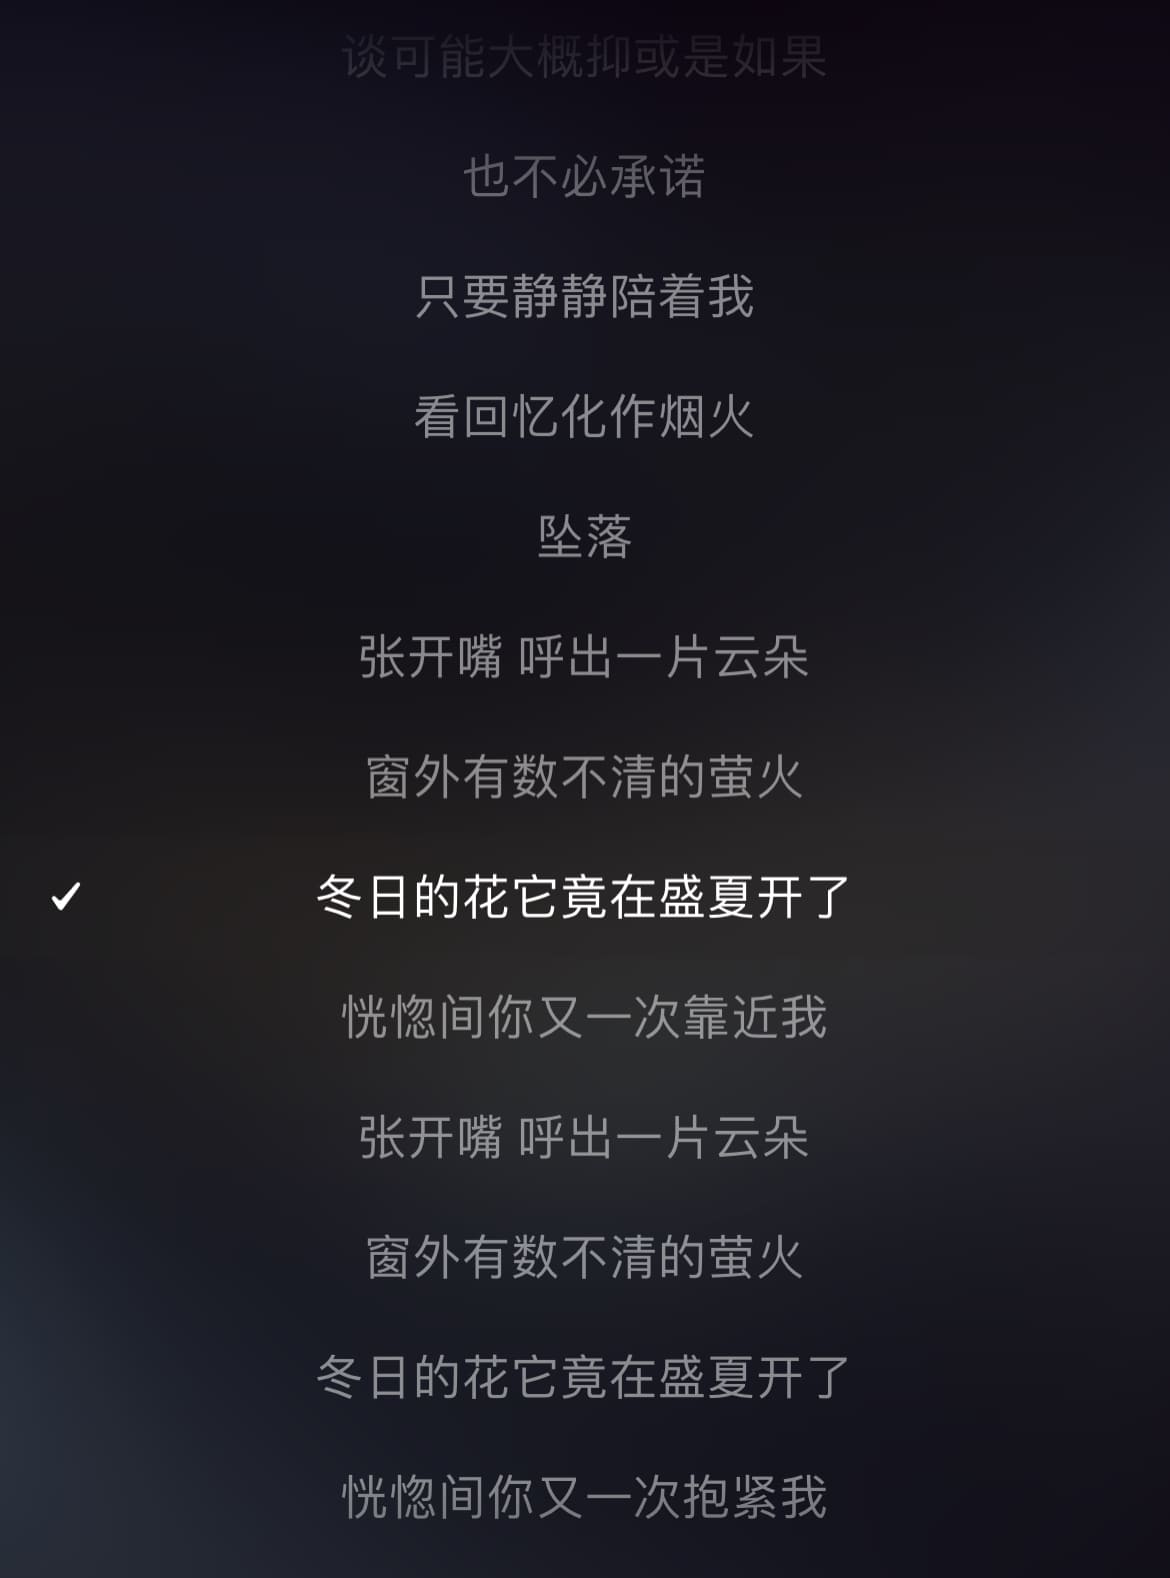 谈可能大概抑或是如果
也不必承诺
只要静静陪着我
看回忆化作烟火
坠落
张开嘴 呼出一片云朵
窗外有数不清的萤火
冬日的花它竟在盛夏开了
恍惚间你又一次靠近我
张开嘴 呼出一片云朵
窗外有数不清的萤火
冬日的花它竟在盛夏开了
恍惚间你又一次抱紧我